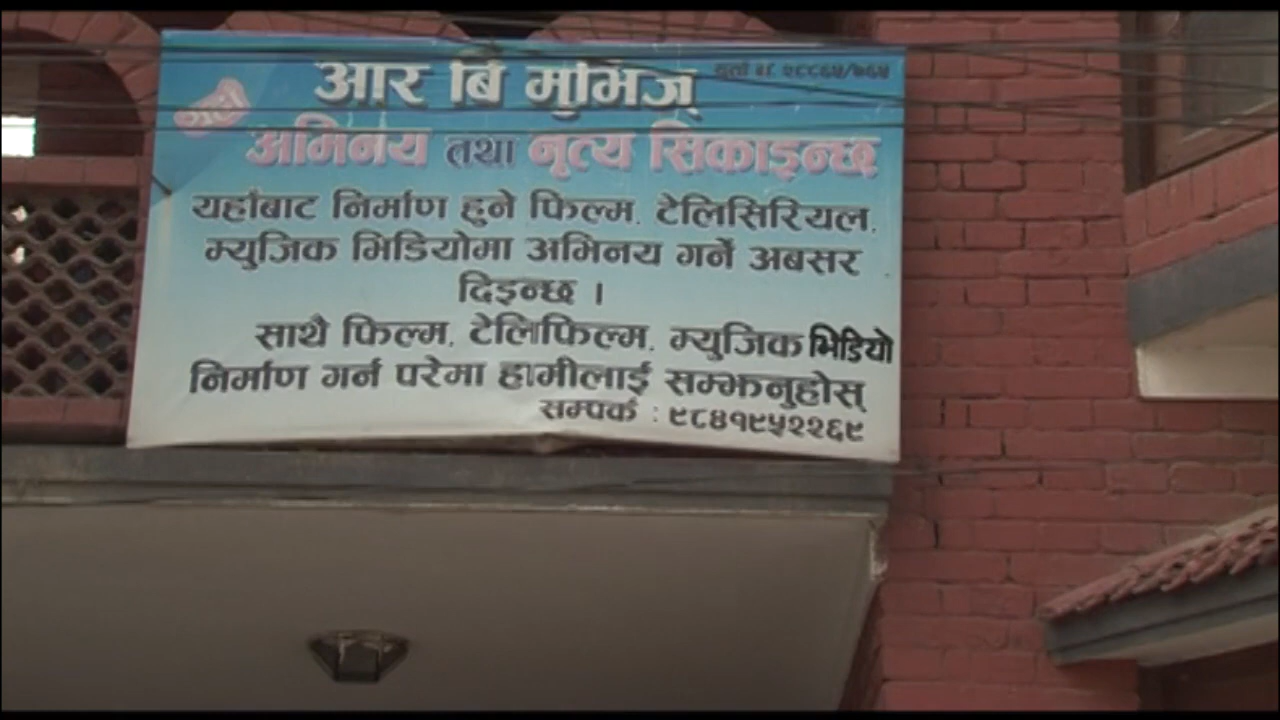 आर बि मुभिज्
अभिनय तथा नृत्य सिकाइन्छ
यहाँबाट निर्माण हुने फिल्म, टेलिसिरियल,
म्युजिक भिडियोमा अभिनय गर्ने अबसर
दिइन्छ ।
साथै फिल्म, टेलिफिल्म, म्युजिक भिडियो
निर्माण गर्न परेमा हामीलाई सम्झनुहोस्
सम्पर्क : ९८४१९५२२६९